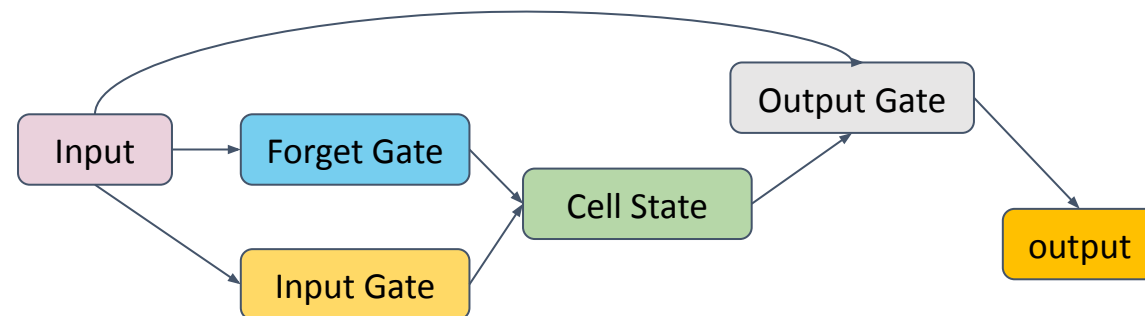 Output Gate
Input
Forget Gate
Cell State
output
Input Gate